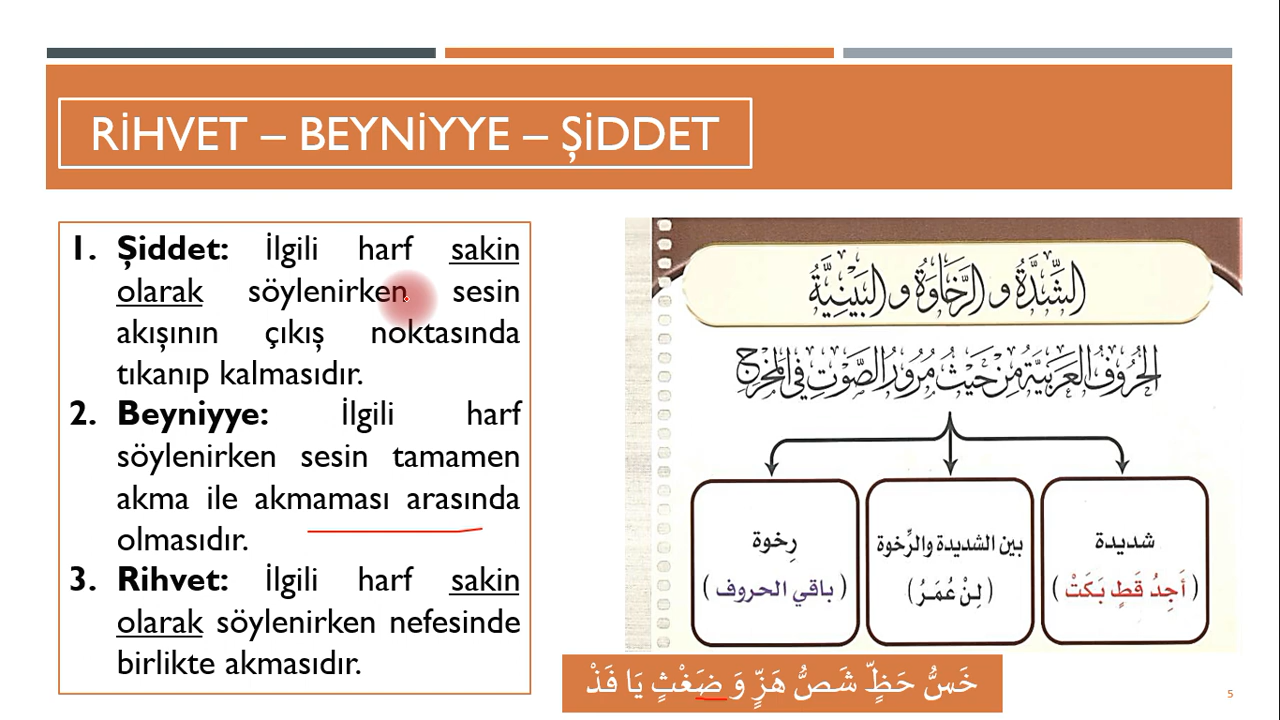 RİHVET – BEYNİYYE – ŞİDDET
1. Şiddet: İlgili harf sakin
olarak söylenirken sesin
akışının çıkış noktasında
tıkanıp kalmasıdır.
2. Beyniyye: İlgili harf
söylenirken sesin tamamen
akma ile akmaması arasında
olmasıdır.
3. Rihvet: İlgili harf sakin
olarak söylenirken nefesinde
birlikte akmasıdır.
الشِّدَّةُ و الرَّخَاوَةُ و البَيْنِيَّة
الحُرُوفُ العَرَبِيَّةُ مِنْ حَيْثُ مُرُورُ الصَّوْتِ فِي المَخْرَجِ
شديدة
( أَجِدُ قَطٍ بَكَتْ )
بين الشديدة والرِّخوة
( لِنْ عُمَـرُ )
رِخوة
( باقي الحروف )
خَسُّ حَظٍّ شَصُّ هَزٍّ وَ ضَغْثٍ يَا فَذْ
5